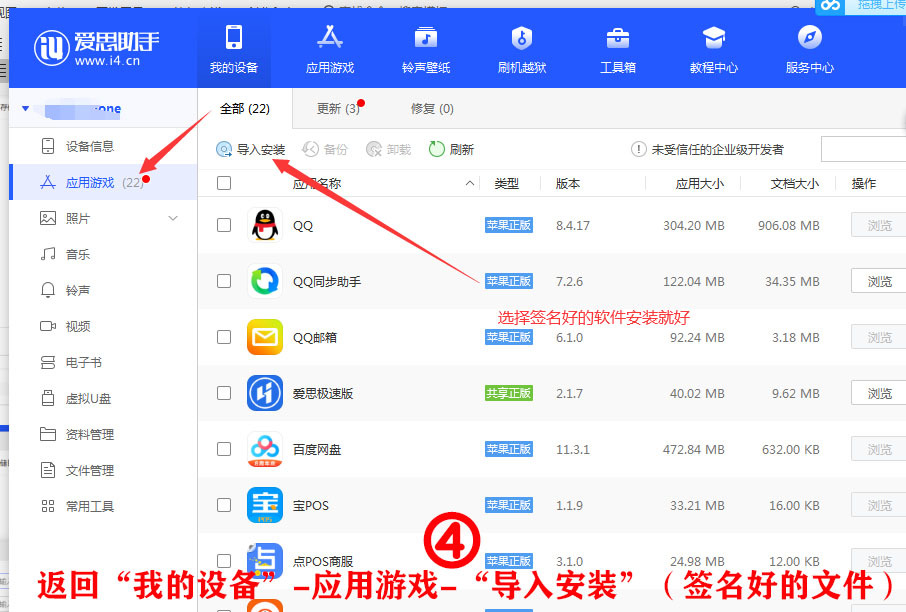 拖拽上传
爱思助手
www.i4.cn
我的设备
应用游戏
铃声壁纸
刷机越狱
工具箱
教程中心
服务中心
one
全部 (22)
更新 (3)
修复 (0)
设备信息
应用游戏 (22)
照片
音乐
铃声
视频
电子书
虚拟U盘
资料管理
文件管理
常用工具
导入安装
备份
卸载
刷新
未受信任的企业级开发者
应用名称 类型 版本 应用大小 文档大小 操作
QQ 苹果正版 8.4.17 304.20 MB 906.08 MB 浏览
QQ同步助手 苹果正版 7.2.6 122.04 MB 34.35 MB 浏览
选择签名好的软件安装就好
QQ邮箱 苹果正版 6.1.0 92.24 MB 3.18 MB 浏览
爱思极速版 共享正版 2.1.7 40.02 MB 9.62 MB 浏览
百度网盘 苹果正版 11.3.1 472.84 MB 632.00 KB 浏览
宝POS 苹果正版 1.1.9 33.21 MB 16.00 KB 浏览
点POS商服 苹果正版 3.1.0 24.98 MB 12.00 KB 浏览
④
返回“我的设备”-应用游戏-“导入安装”（签名好的文件）